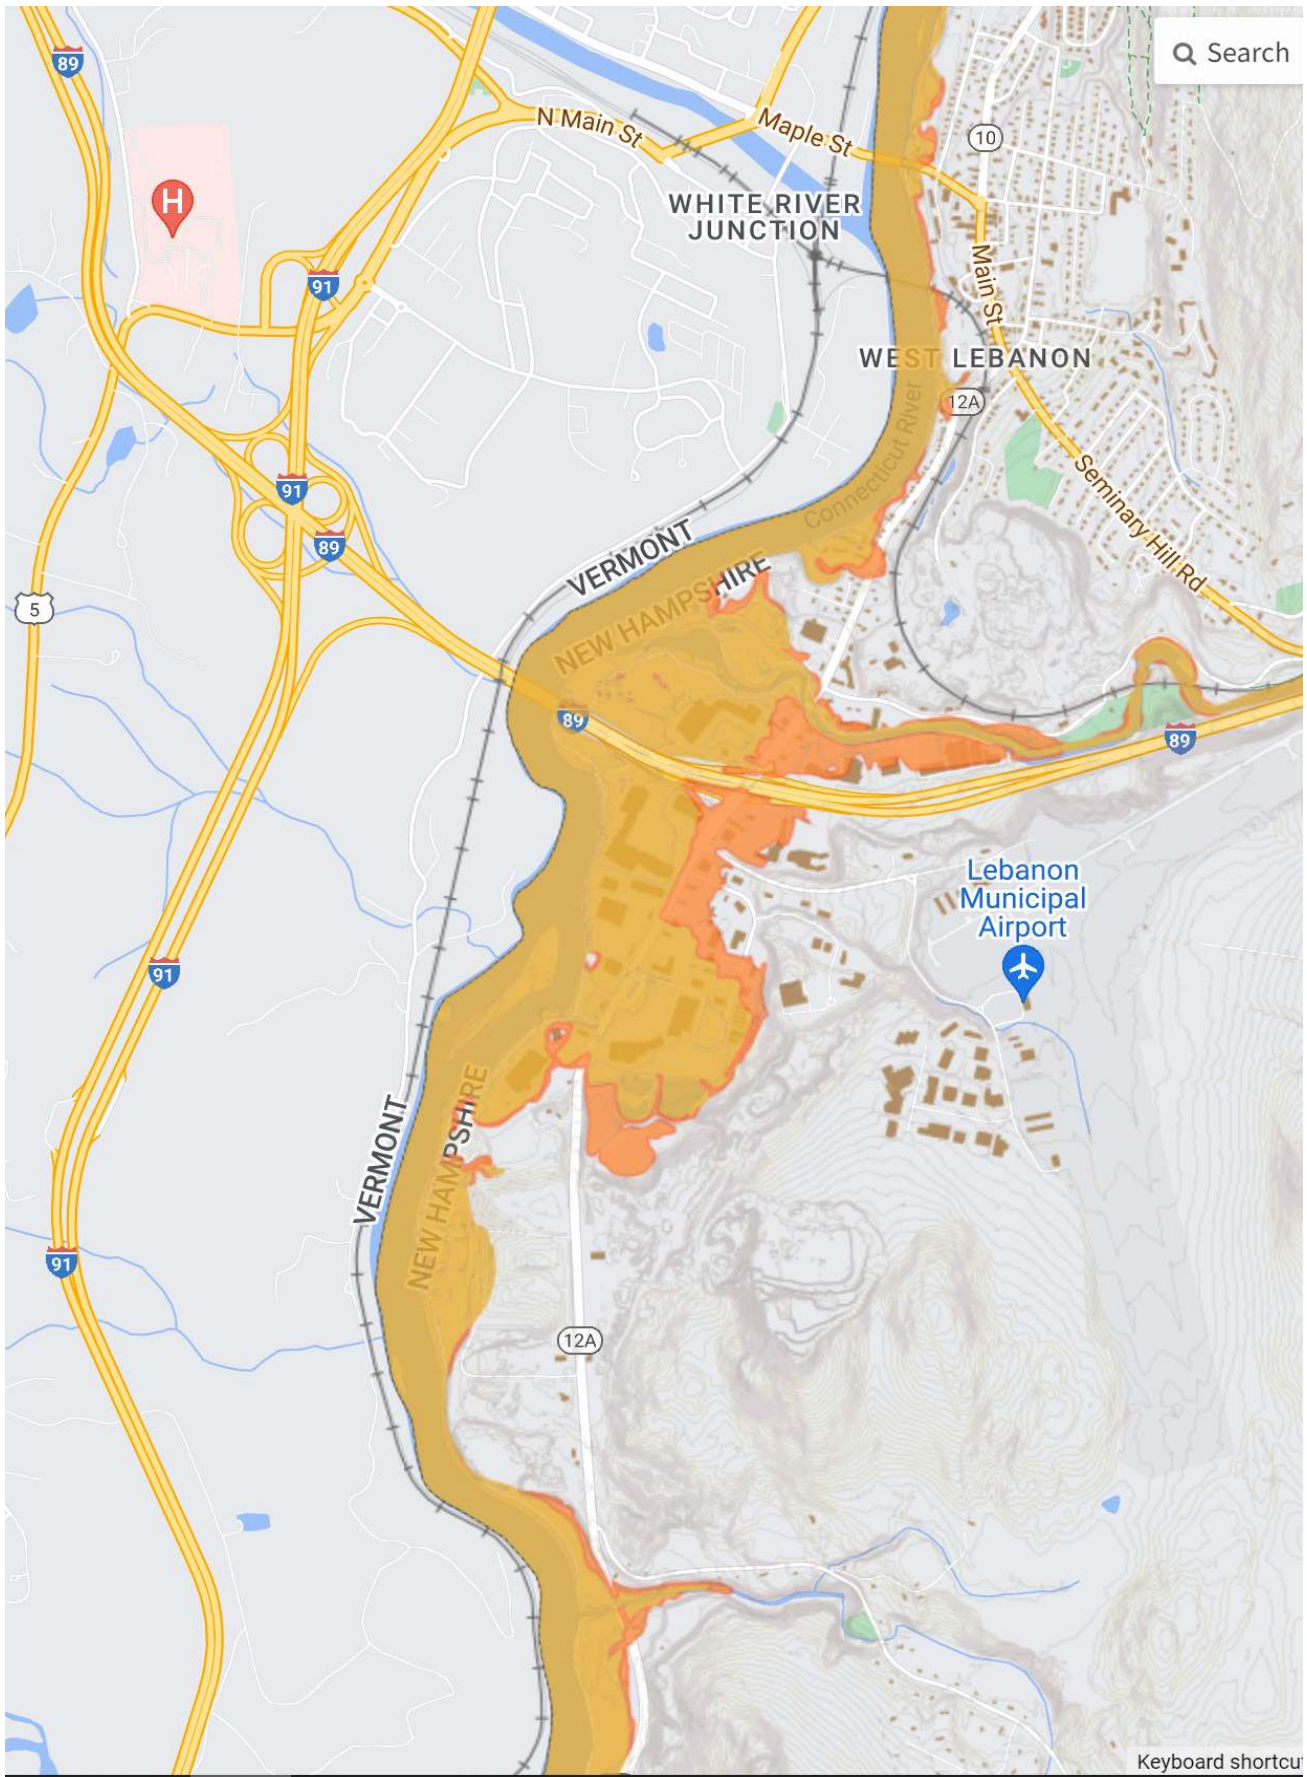 89
Search
N Main St
Maple St
10
H
WHITE RIVER
JUNCTION
91
Main St
WEST LEBANON
12A
Connecticut River
Seminary Hill Rd
91
89
VERMONT
NEW HAMPSHIRE
5
89
89
Lebanon
Municipal
Airport
91
VERMONT
NEW HAMPSHIRE
91
12A
Keyboard shortcu